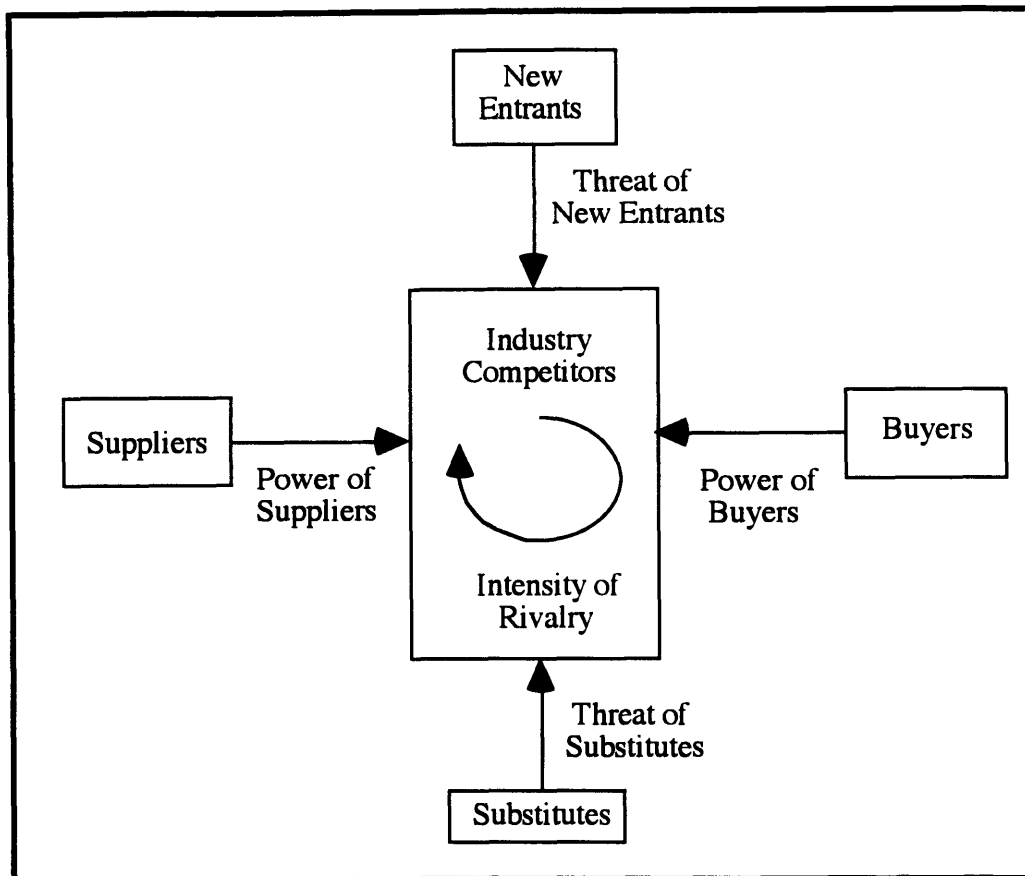 New
Entrants
Threat of
New Entrants
Industry
Competitors
Suppliers
Buyers
Power of
Suppliers
Power of
Buyers
Intensity of
Rivalry
Threat of
Substitutes
Substitutes